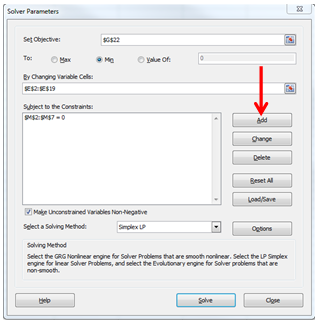 Solver Parameters
Set Objective: $G$22
To: Max Min Value Of: 0
By Changing Variable Cells:
$E$2:$E$19
Subject to the Constraints:
$M$2:$M$7 = 0
Add
Change
Delete
Reset All
Load/Save
Make Unconstrained Variables Non-Negative
Select a Solving Method: Simplex LP Options
Solving Method
Select the GRG Nonlinear engine for Solver Problems that are smooth nonlinear. Select the LP Simplex
engine for linear Solver Problems, and select the Evolutionary engine for Solver problems that are
non-smooth.
Help Solve Close